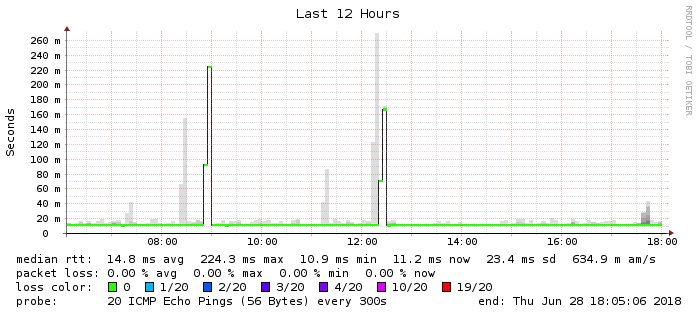 Last 12 Hours
RRDTOOL / TOBI OETIKER
Seconds
260 m
240 m
220 m
200 m
180 m
160 m
140 m
120 m
100 m
80 m
60 m
40 m
20 m
0
08:00 10:00 12:00 14:00 16:00 18:00
median rtt: 14.8 ms avg 224.3 ms max 10.9 ms min 11.2 ms now 23.4 ms sd 634.9 m am/s
packet loss: 0.00 % avg 0.00 % max 0.00 % min 0.00 % now
loss color: 0 1/20 2/20 3/20 4/20 10/20 19/20
probe: 20 ICMP Echo Pings (56 Bytes) every 300s end: Thu Jun 28 18:05:06 2018